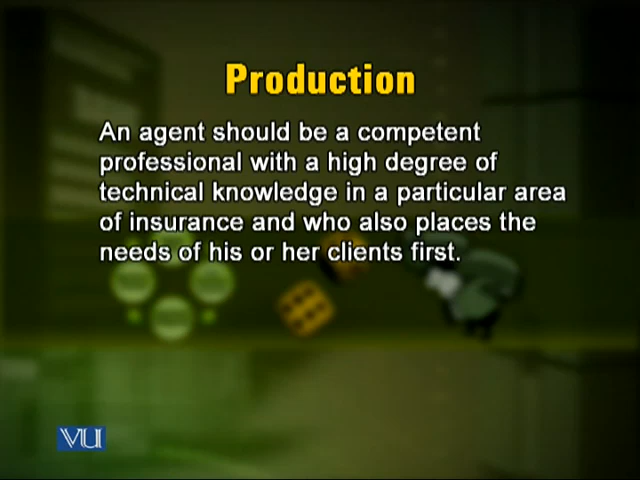 Production
An agent should be a competent
professional with a high degree of
technical knowledge in a particular area
of insurance and who also places the
needs of his or her clients first.
VU